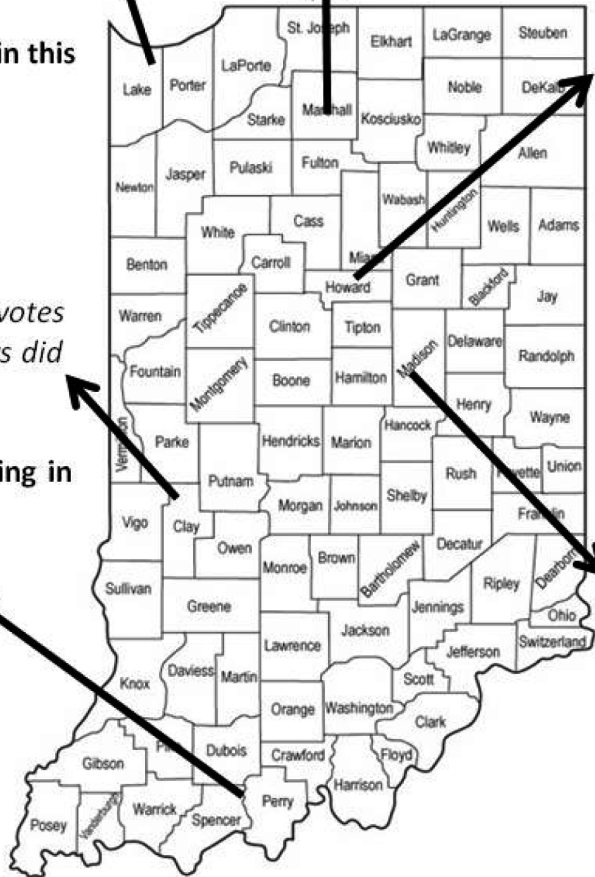 in this
votes
s did
ing in
St. Joseph
Elkhart
LaGrange
Steuben
Lake
Porter
LaPorte
Noble
DeKalb
Starke
Marshall
Kosciusko
Whitley
Allen
Newton
Jasper
Pulaski
Fulton
Wabash
Huntington
Wells
Adams
White
Cass
Miami
Benton
Carroll
Howard
Grant
Blackford
Jay
Warren
Tippecanoe
Clinton
Tipton
Madison
Delaware
Randolph
Fountain
Montgomery
Boone
Hamilton
Henry
Wayne
Vermillion
Parke
Putnam
Hendricks
Marion
Hancock
Rush
Fayette
Union
Vigo
Clay
Owen
Morgan
Johnson
Shelby
Franklin
Sullivan
Greene
Monroe
Brown
Bartholomew
Decatur
Ripley
Dearborn
Jennings
Ohio
Switzerland
Jefferson
Jackson
Lawrence
Knox
Daviess
Martin
Orange
Washington
Scott
Clark
Gibson
Dubois
Crawford
Floyd
Harrison
Posey
Vanderburgh
Warrick
Spencer
Perry